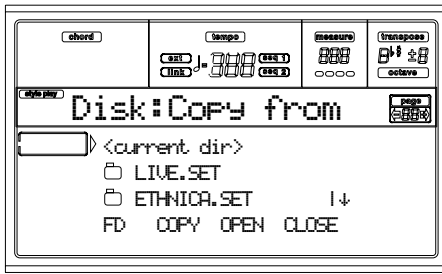 chord
tempo
measure
transpose
ext
seq 1
link
seq 2
octave
style play
Disk:Copy from
page
<current dir>
LIVE.SET
ETHNICA.SET
FD COPY OPEN CLOSE